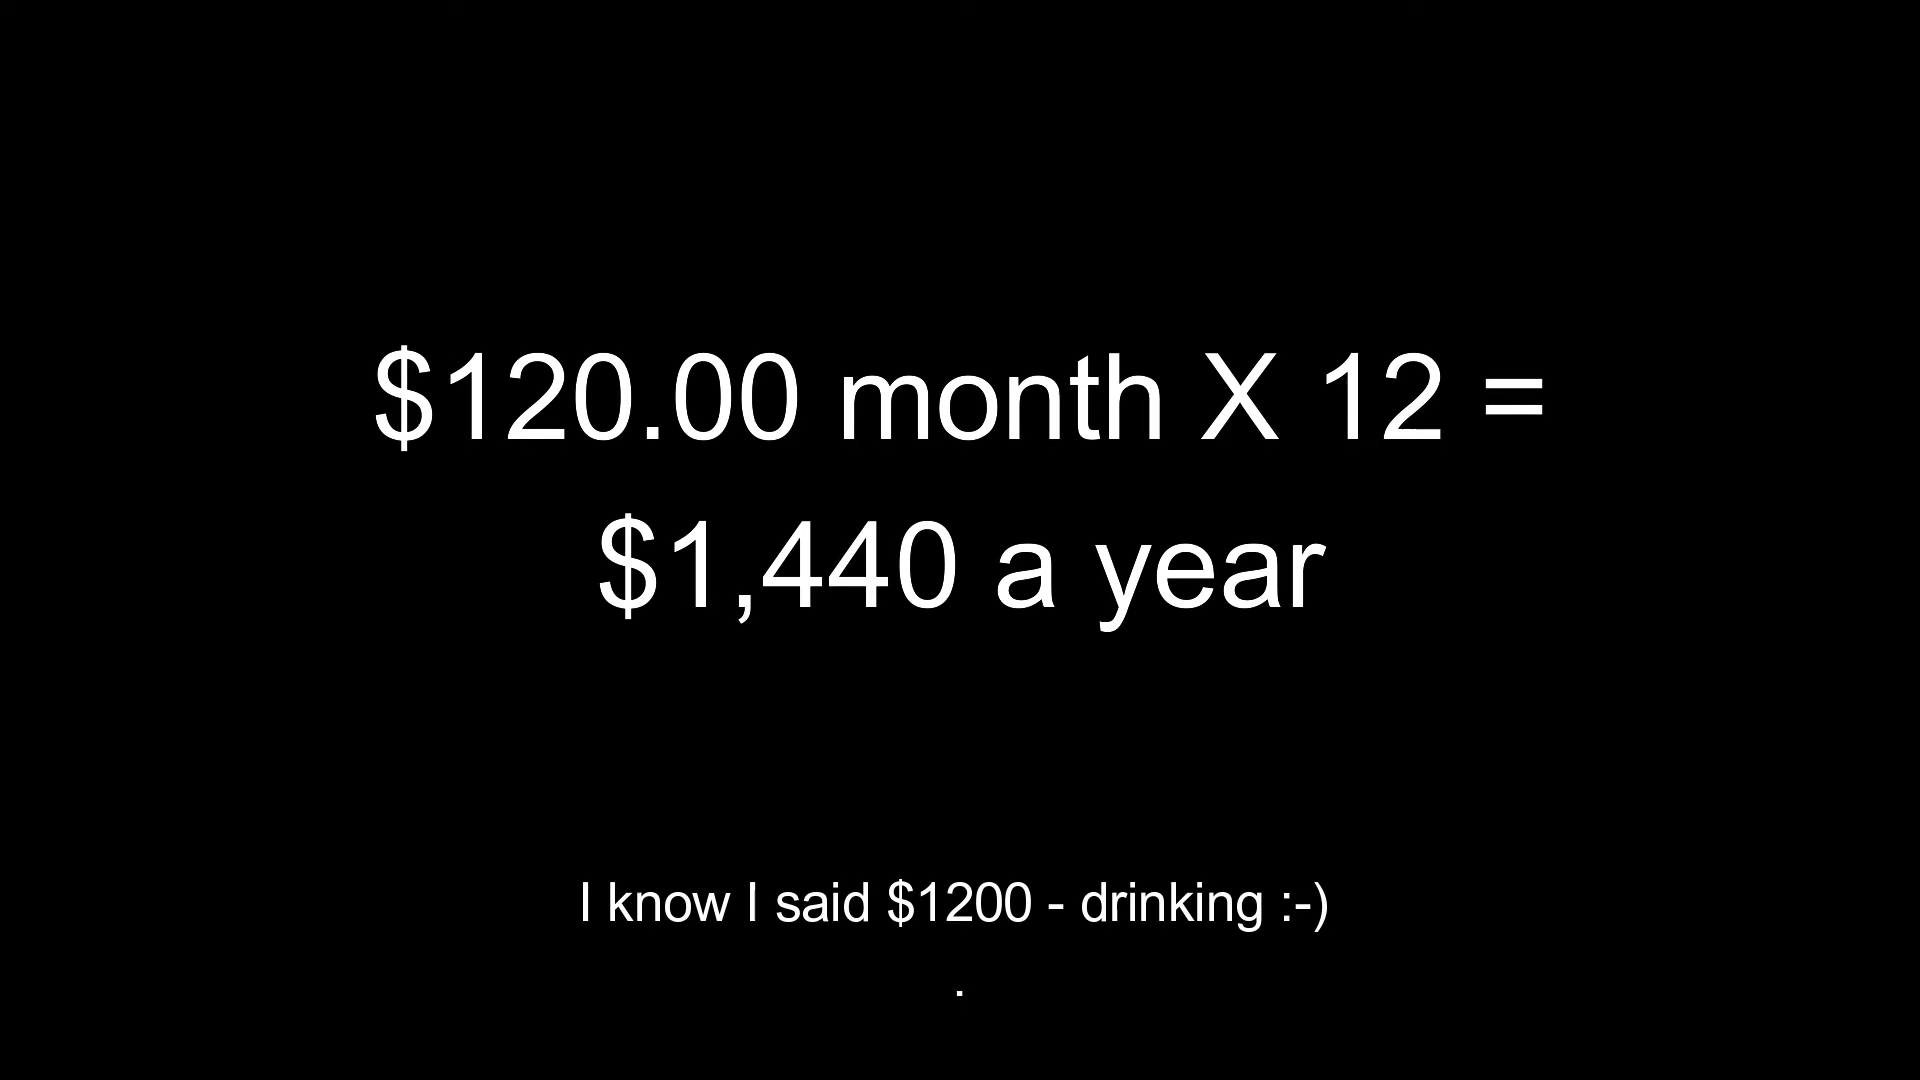 $120.00 month X 12 =
$1,440 a year
I know I said $1200 - drinking :-)
.